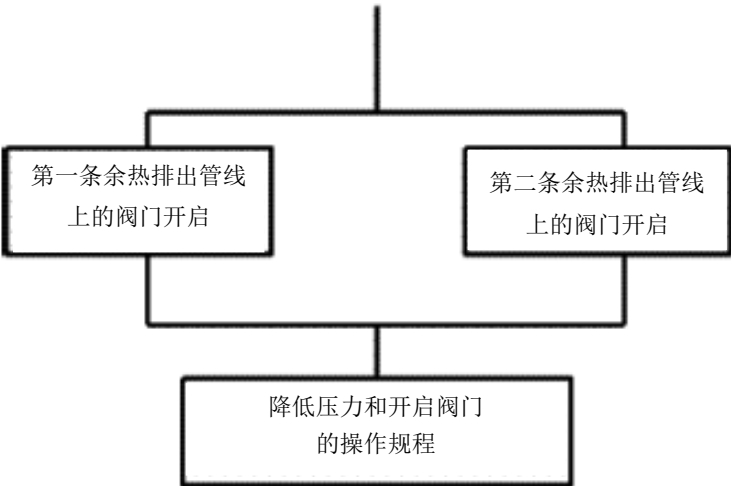 第一条余热排出管线
上的阀门开启
第二条余热排出管线
上的阀门开启
降低压力和开启阀门
的操作规程